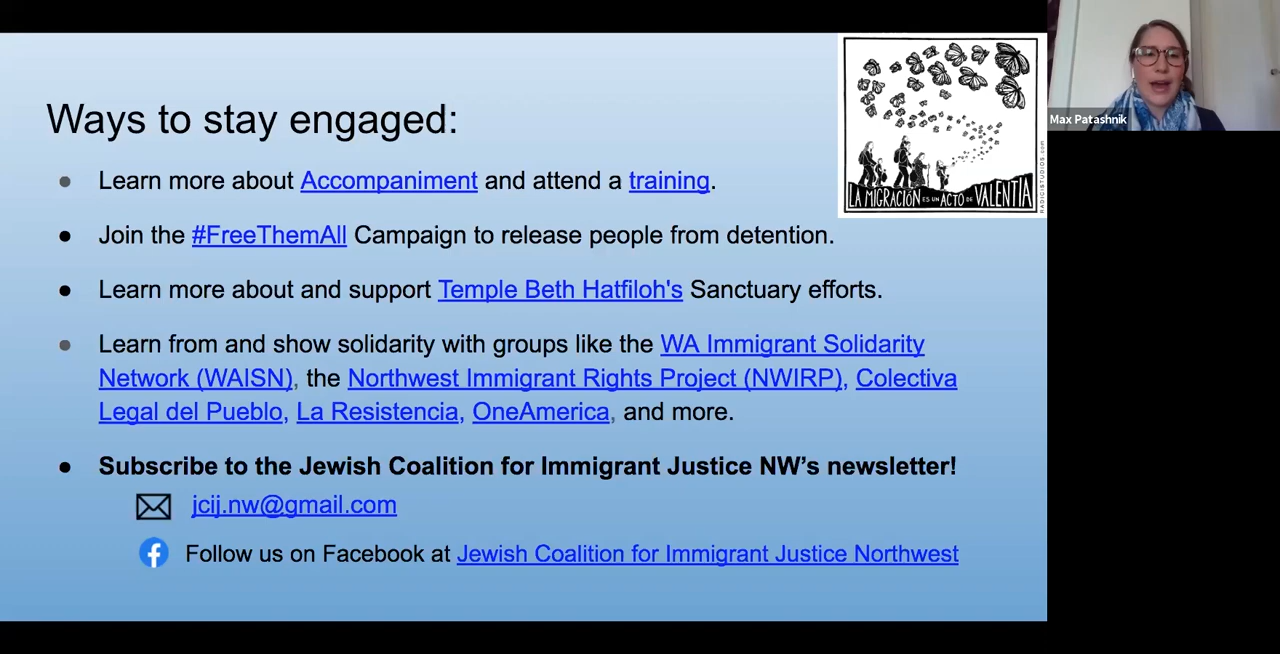 Ways to stay engaged:
Learn more about Accompaniment and attend a training.
Join the #FreeThemAll Campaign to release people from detention.
Learn more about and support Temple Beth Hatfiloh's Sanctuary efforts.
Learn from and show solidarity with groups like the WA Immigrant Solidarity
Network (WAISN), the Northwest Immigrant Rights Project (NWIRP), Colectiva
Legal del Pueblo, La Resistencia, OneAmerica, and more.
Subscribe to the Jewish Coalition for Immigrant Justice NW’s newsletter!
jcij.nw@gmail.com
Follow us on Facebook at Jewish Coalition for Immigrant Justice Northwest
LA MIGRACIÓN ES UN ACTO DE VALENTIA
RADICISTUDIOS.com
Max Patashnik